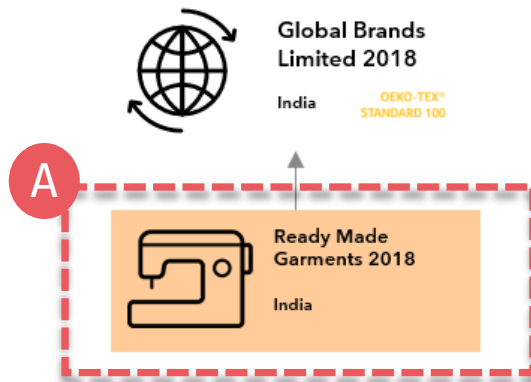 Global Brands
Limited 2018
India
OEKO-TEX®
STANDARD 100
A
Ready Made
Garments 2018
India